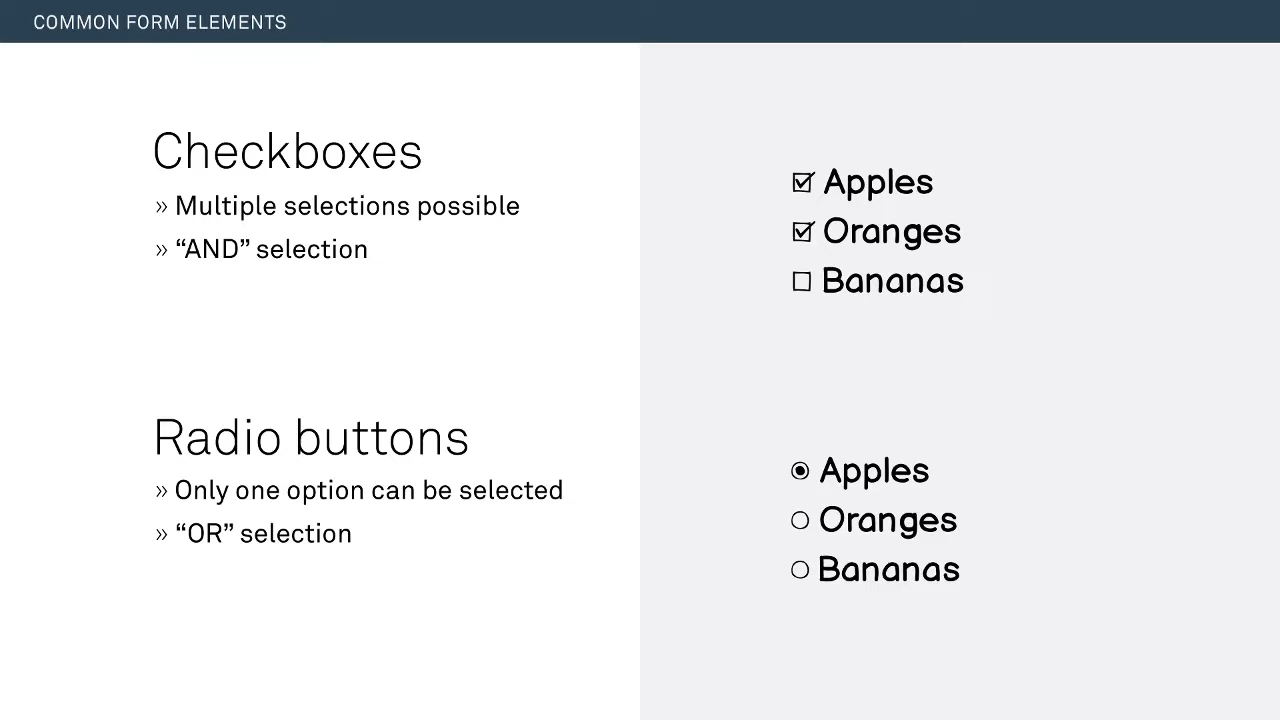 COMMON FORM ELEMENTS
Checkboxes
» Multiple selections possible
» “AND” selection
Apples
Oranges
Bananas
Radio buttons
» Only one option can be selected
» “OR” selection
Apples
Oranges
Bananas